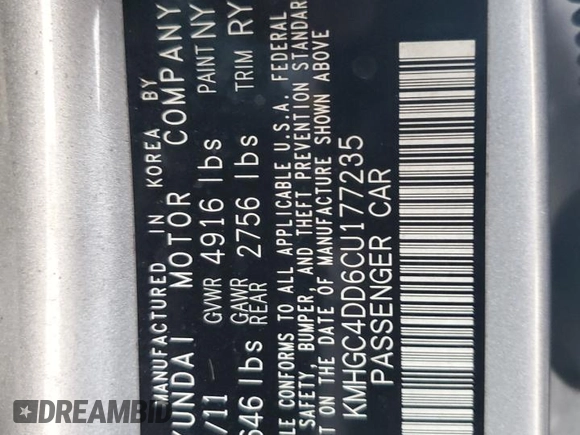 MANUFACTURED IN KOREA BY
YUNDAI MOTOR COMPANY
/11 GVWR 4916 lbs PAINT NY
646 lbs GAWR REAR 2756 lbs TRIM RY
LE CONFORMS TO ALL APPLICABLE U.S.A. FEDERAL
SAFETY, BUMPER, AND THEFT PREVENTION STANDAR
T ON THE DATE OF MANUFACTURE SHOWN ABOVE
KMHGC4DD6CU177235
PASSENGER CAR
DREAMBID